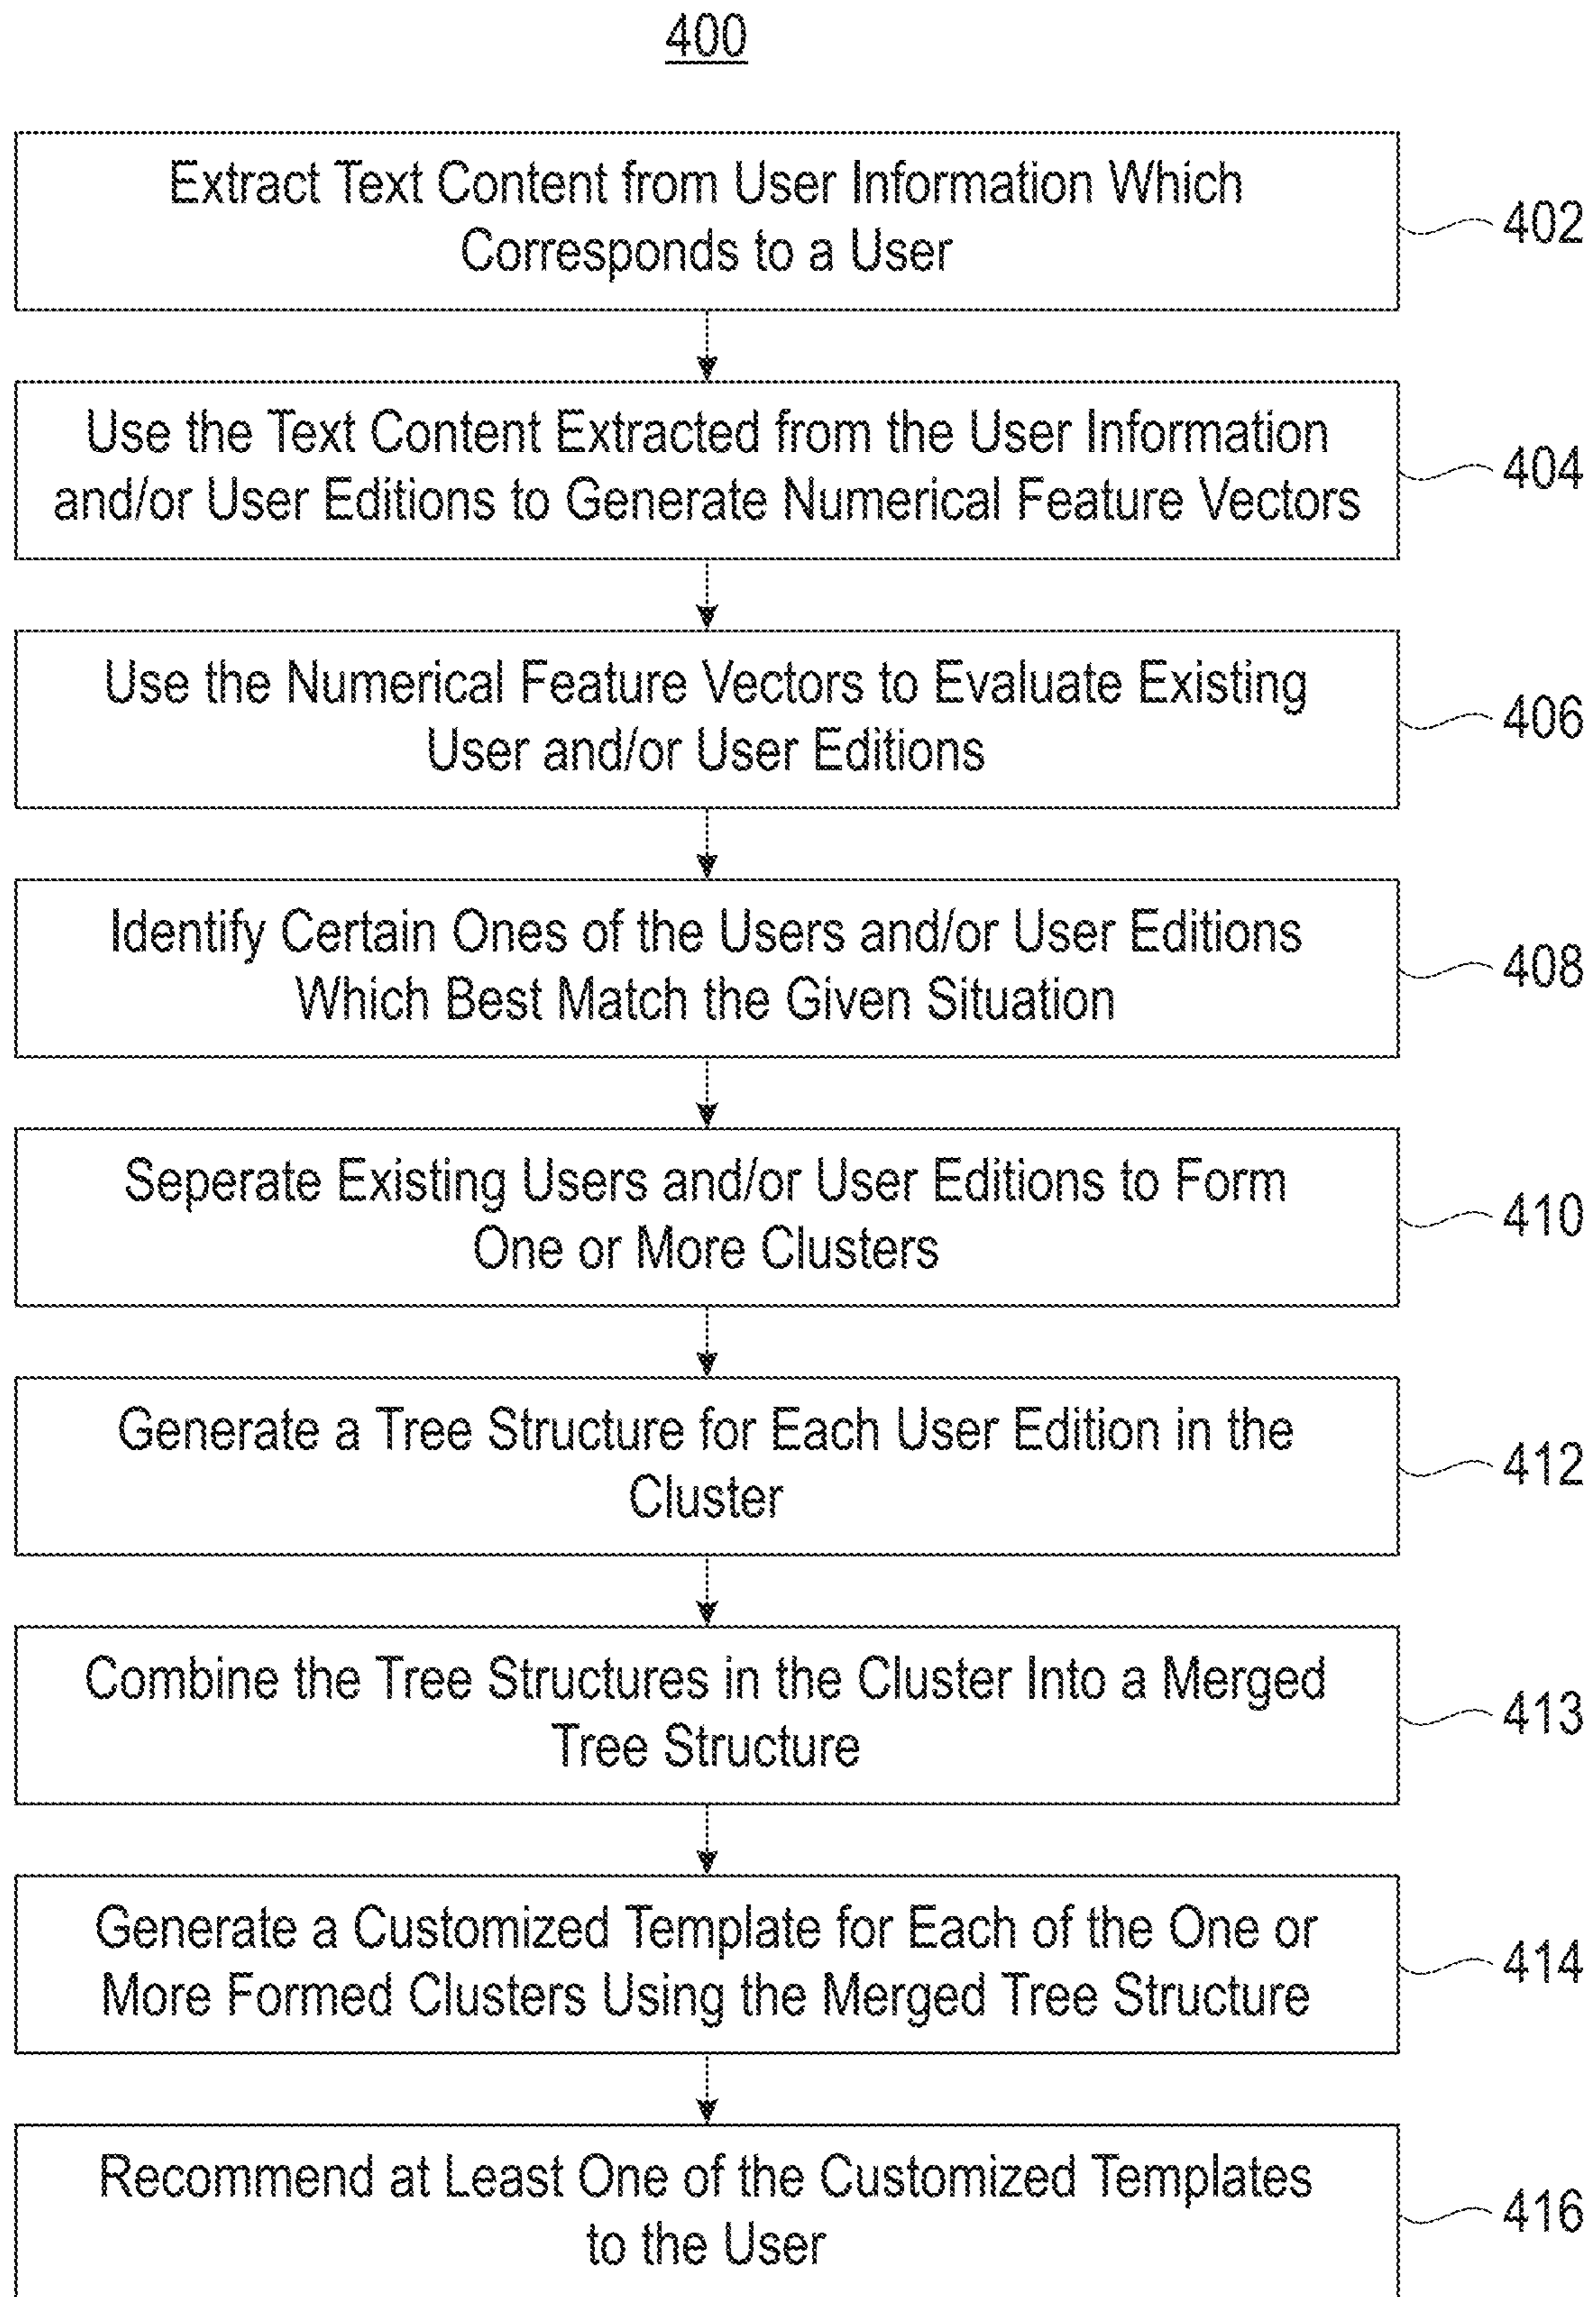 400
Extract Text Content from User Information Which
Corresponds to a User
402
Use the Text Content Extracted from the User Information
and/or User Editions to Generate Numerical Feature Vectors
404
Use the Numerical Feature Vectors to Evaluate Existing
User and/or User Editions
406
Identify Certain Ones of the Users and/or User Editions
Which Best Match the Given Situation
408
Seperate Existing Users and/or User Editions to Form
One or More Clusters
410
Generate a Tree Structure for Each User Edition in the
Cluster
412
Combine the Tree Structures in the Cluster Into a Merged
Tree Structure
413
Generate a Customized Template for Each of the One or
More Formed Clusters Using the Merged Tree Structure
414
Recommend at Least One of the Customized Templates
to the User
416